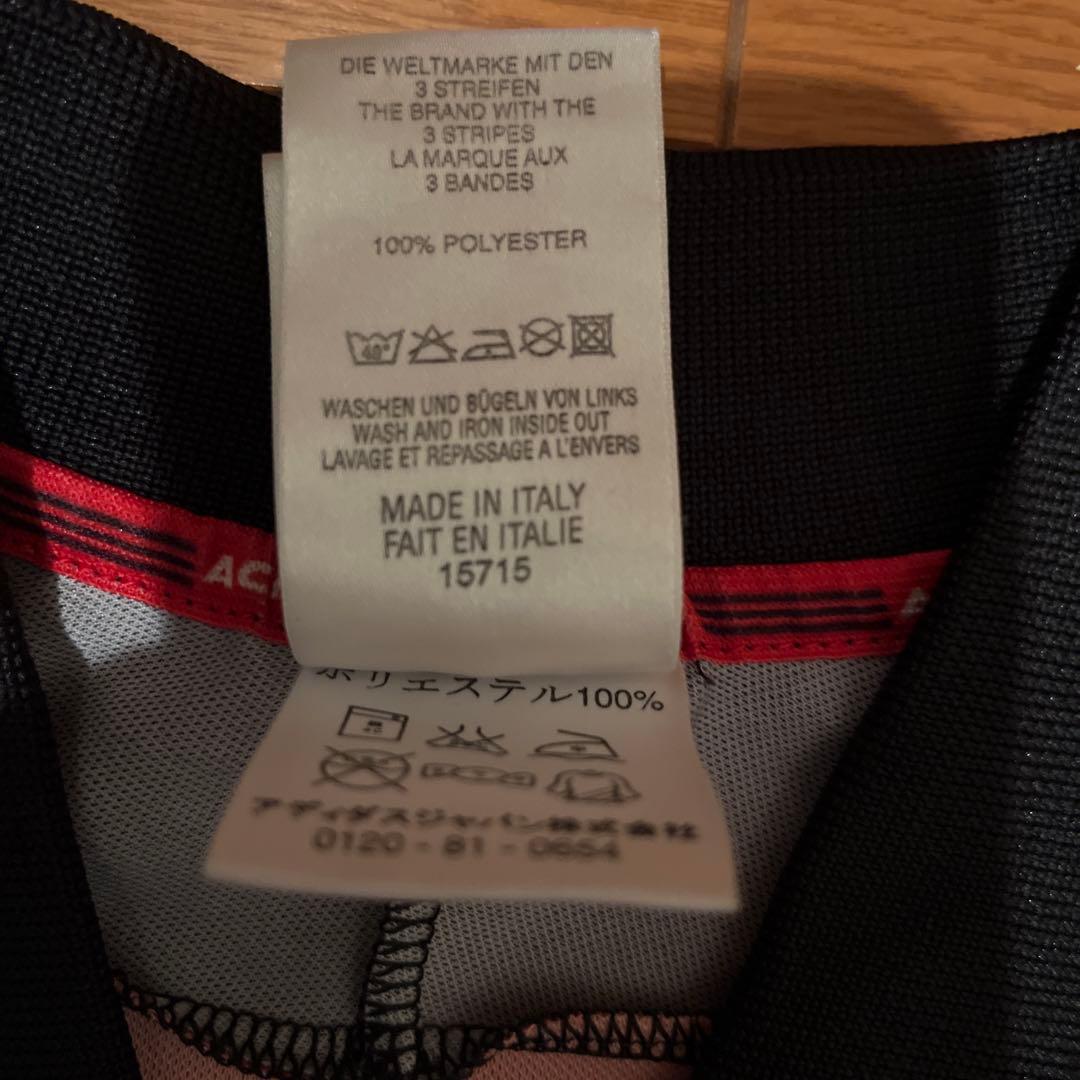 DIE WELTMARKE MIT DEN
3 STREIFEN
THE BRAND WITH THE
3 STRIPES
LA MARQUE AUX
3 BANDES
100% POLYESTER
40°
WASCHEN UND BÜGELN VON LINKS
WASH AND IRON INSIDE OUT
LAVAGE ET REPASSAGE A L'ENVERS
MADE IN ITALY
FAIT EN ITALIE
15715
AC
ポリエステル100%
アディダスジャパン株式会社
0120-81-0654